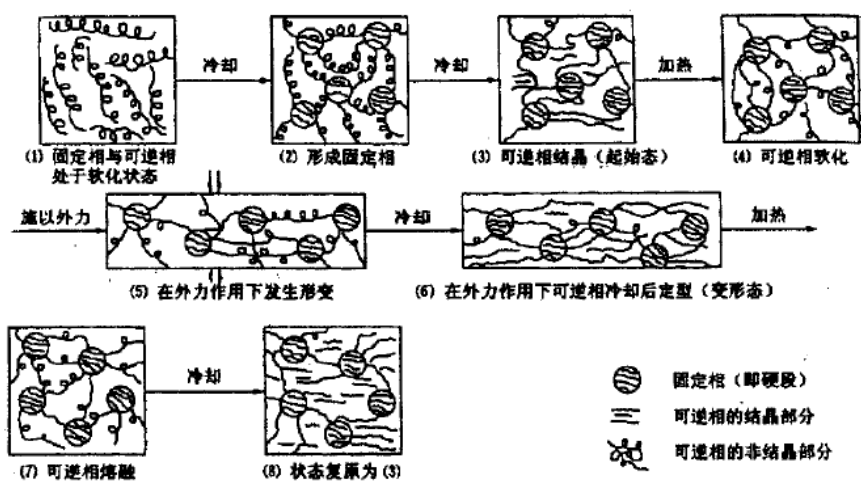 冷却
冷却
加热
(1) 固定相与可逆相
处于软化状态
(2) 形成固定相
(3) 可逆相结晶(起始态)
(4) 可逆相软化
施以外力
冷却
加热
(5) 在外力作用下发生形变
(6) 在外力作用下可逆相冷却后定型(变形态)
冷却
固定相(即硬段)
可逆相的结晶部分
可逆相的非结晶部分
(7) 可逆相熔融
(8) 状态复原为(3)